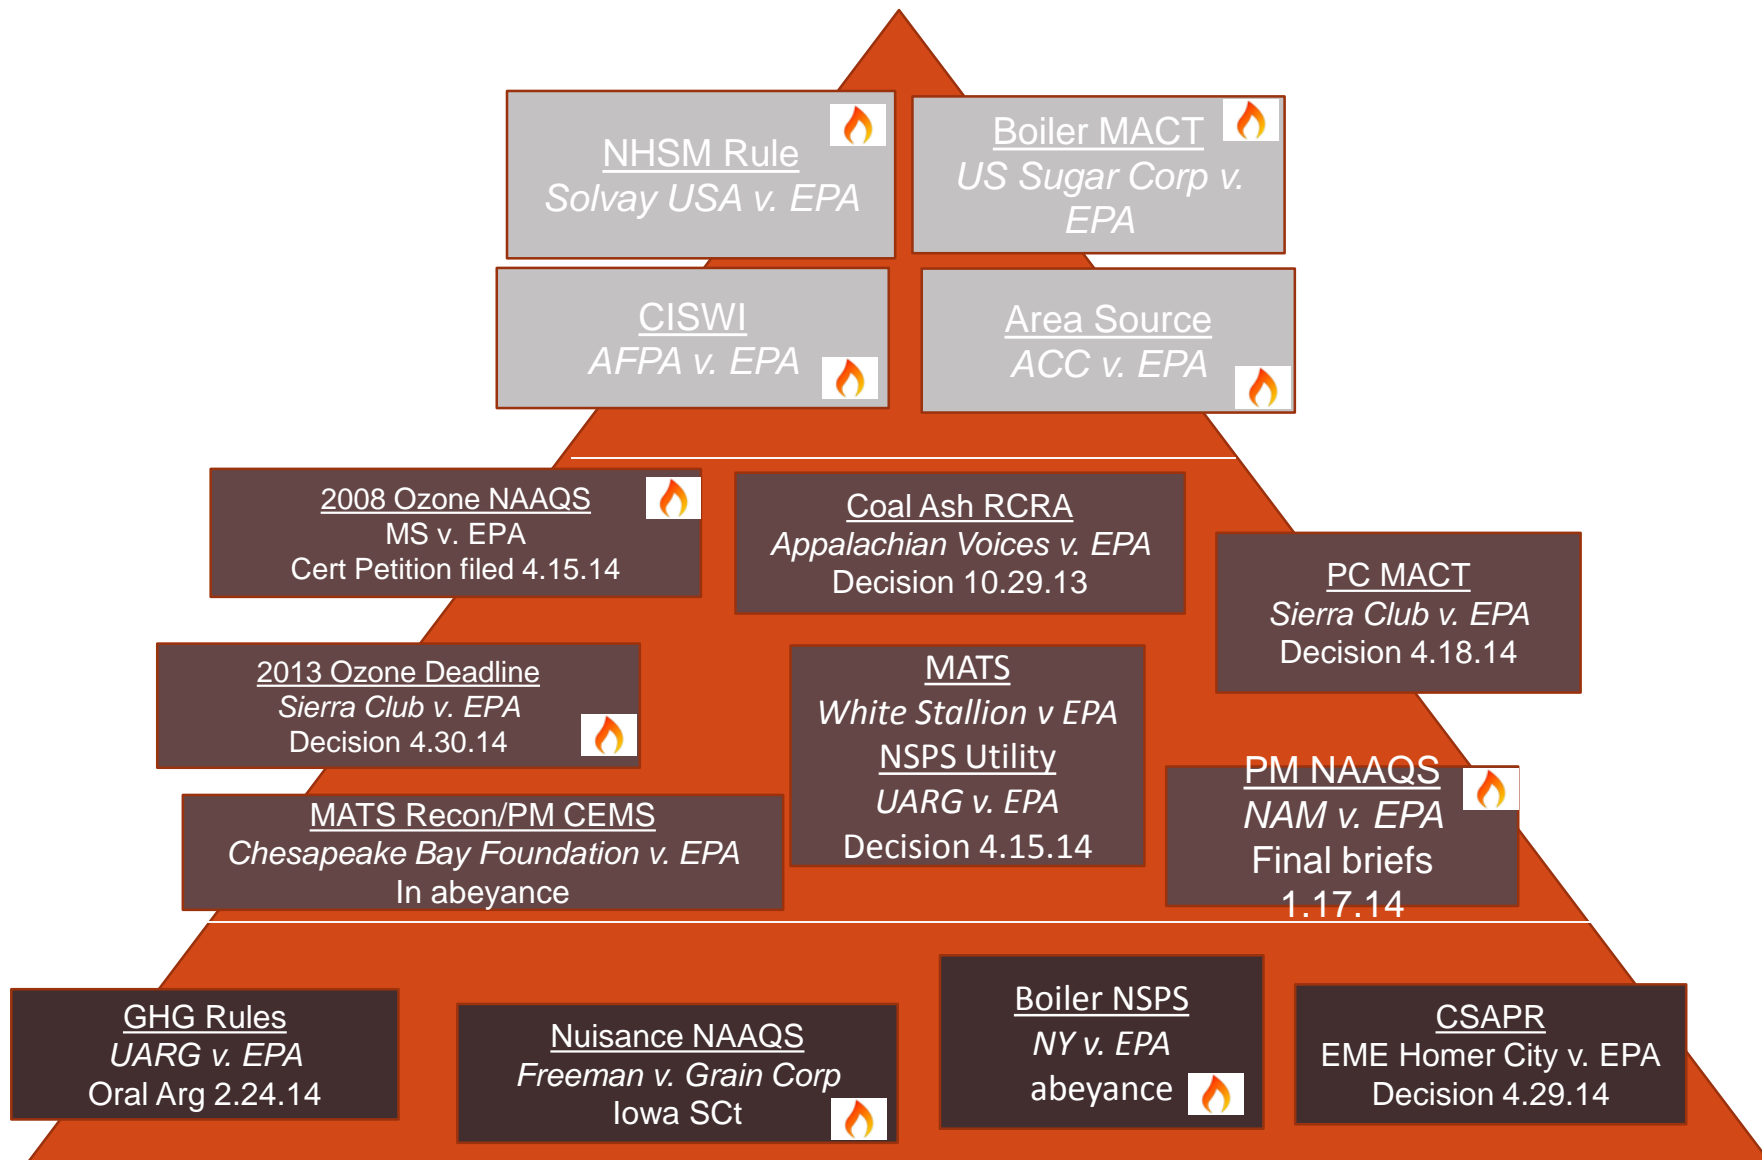 NHSM Rule
Solvay USA v. EPA
Boiler MACT
US Sugar Corp v.
EPA
CISWI
AFPA v. EPA
Area Source
ACC v. EPA
2008 Ozone NAAQS
MS v. EPA
Cert Petition filed 4.15.14
Coal Ash RCRA
Appalachian Voices v. EPA
Decision 10.29.13
PC MACT
Sierra Club v. EPA
Decision 4.18.14
2013 Ozone Deadline
Sierra Club v. EPA
Decision 4.30.14
MATS
White Stallion v EPA
NSPS Utility
UARG v. EPA
Decision 4.15.14
PM NAAQS
NAM v. EPA
Final briefs
1.17.14
MATS Recon/PM CEMS
Chesapeake Bay Foundation v. EPA
In abeyance
GHG Rules
UARG v. EPA
Oral Arg 2.24.14
Nuisance NAAQS
Freeman v. Grain Corp
Iowa SCt
Boiler NSPS
NY v. EPA
abeyance
CSAPR
EME Homer City v. EPA
Decision 4.29.14